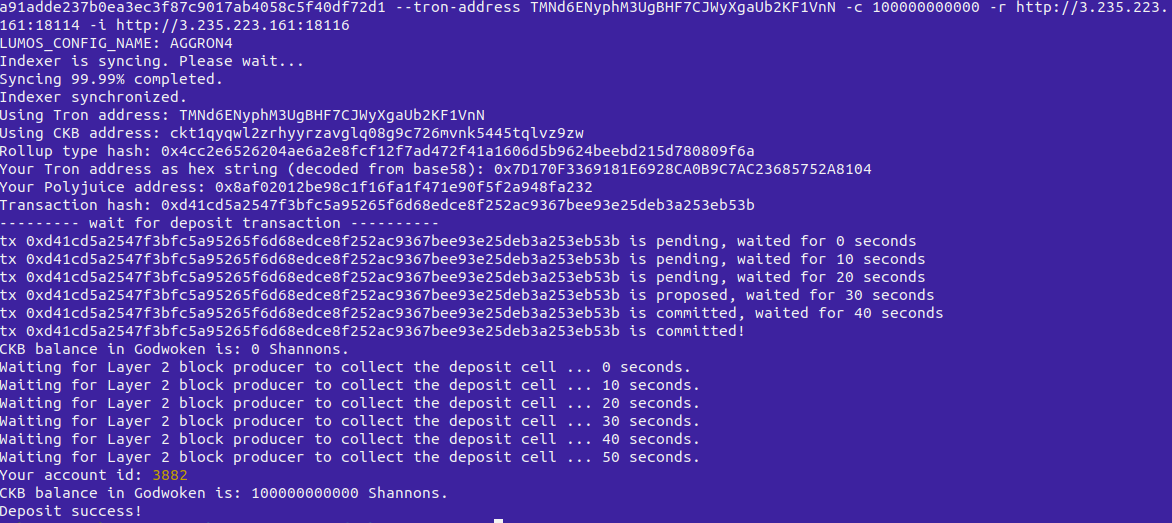 a91adde237b0ea3ec3f87c9017ab4058c5f40df72d1 --tron-address TMNd6ENyphM3UgBHF7CJWyXgaUb2KF1VnN -c 100000000000 -r http://3.235.223.
161:18114 -i http://3.235.223.161:18116
LUMOS_CONFIG_NAME: AGGRON4
Indexer is syncing. Please wait...
Syncing 99.99% completed.
Indexer synchronized.
Using Tron address: TMNd6ENyphM3UgBHF7CJWyXgaUb2KF1VnN
Using CKB address: ckt1qyqwl2zrhyyrzavglq08g9c726mvnk5445tqlvz9zw
Rollup type hash: 0x4cc2e6526204ae6a2e8fcf12f7ad472f41a1606d5b9624beebd215d780809f6a
Your Tron address as hex string (decoded from base58): 0x7D170F3369181E6928CA0B9C7AC23685752A8104
Your Polyjuice address: 0x8af02012be98c1f16fa1f471e90f5f2a948fa232
Transaction hash: 0xd41cd5a2547f3bfc5a95265f6d68edce8f252ac9367bee93e25deb3a253eb53b
--------- wait for deposit transaction ----------
tx 0xd41cd5a2547f3bfc5a95265f6d68edce8f252ac9367bee93e25deb3a253eb53b is pending, waited for 0 seconds
tx 0xd41cd5a2547f3bfc5a95265f6d68edce8f252ac9367bee93e25deb3a253eb53b is pending, waited for 10 seconds
tx 0xd41cd5a2547f3bfc5a95265f6d68edce8f252ac9367bee93e25deb3a253eb53b is pending, waited for 20 seconds
tx 0xd41cd5a2547f3bfc5a95265f6d68edce8f252ac9367bee93e25deb3a253eb53b is proposed, waited for 30 seconds
tx 0xd41cd5a2547f3bfc5a95265f6d68edce8f252ac9367bee93e25deb3a253eb53b is committed, waited for 40 seconds
tx 0xd41cd5a2547f3bfc5a95265f6d68edce8f252ac9367bee93e25deb3a253eb53b is committed!
CKB balance in Godwoken is: 0 Shannons.
Waiting for Layer 2 block producer to collect the deposit cell ... 0 seconds.
Waiting for Layer 2 block producer to collect the deposit cell ... 10 seconds.
Waiting for Layer 2 block producer to collect the deposit cell ... 20 seconds.
Waiting for Layer 2 block producer to collect the deposit cell ... 30 seconds.
Waiting for Layer 2 block producer to collect the deposit cell ... 40 seconds.
Waiting for Layer 2 block producer to collect the deposit cell ... 50 seconds.
Your account id: 3882
CKB balance in Godwoken is: 100000000000 Shannons.
Deposit success!